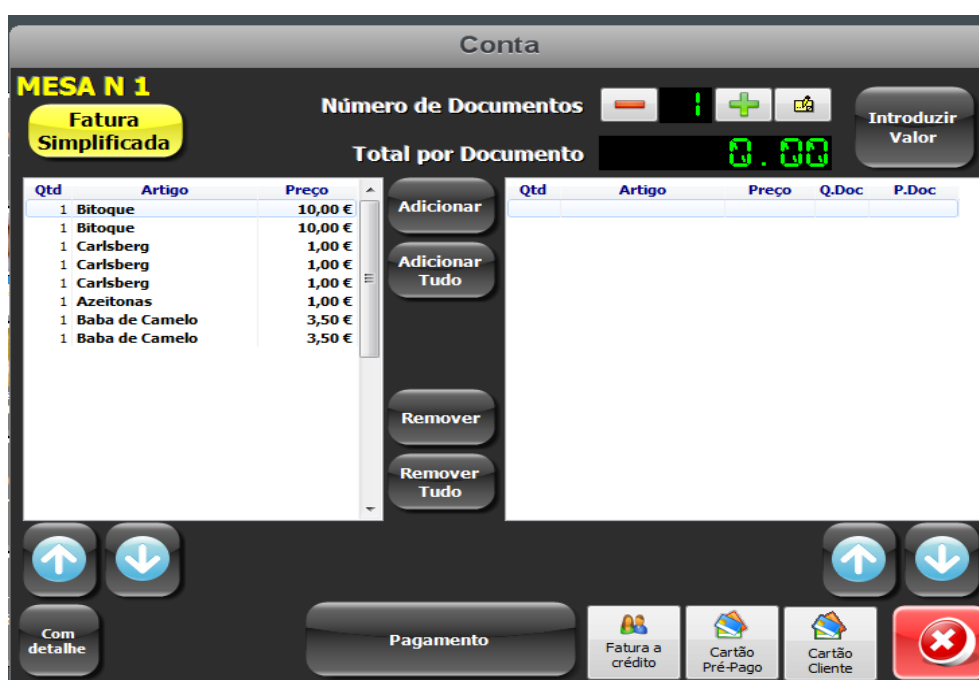 Conta
MESA N 1
Fatura
Simplificada
Número de Documentos
1
Introduzir
Valor
Total por Documento
0.00
Qtd Artigo Preço
1 Bitoque 10,00 €
1 Bitoque 10,00 €
1 Carlsberg 1,00 €
1 Carlsberg 1,00 €
1 Carlsberg 1,00 €
1 Azeitonas 1,00 €
1 Baba de Camelo 3,50 €
1 Baba de Camelo 3,50 €
Adicionar
Adicionar
Tudo
Remover
Remover
Tudo
Qtd Artigo Preço Q.Doc P.Doc
Com
detalhe
Pagamento
Fatura a
crédito
Cartão
Pré-Pago
Cartão
Cliente